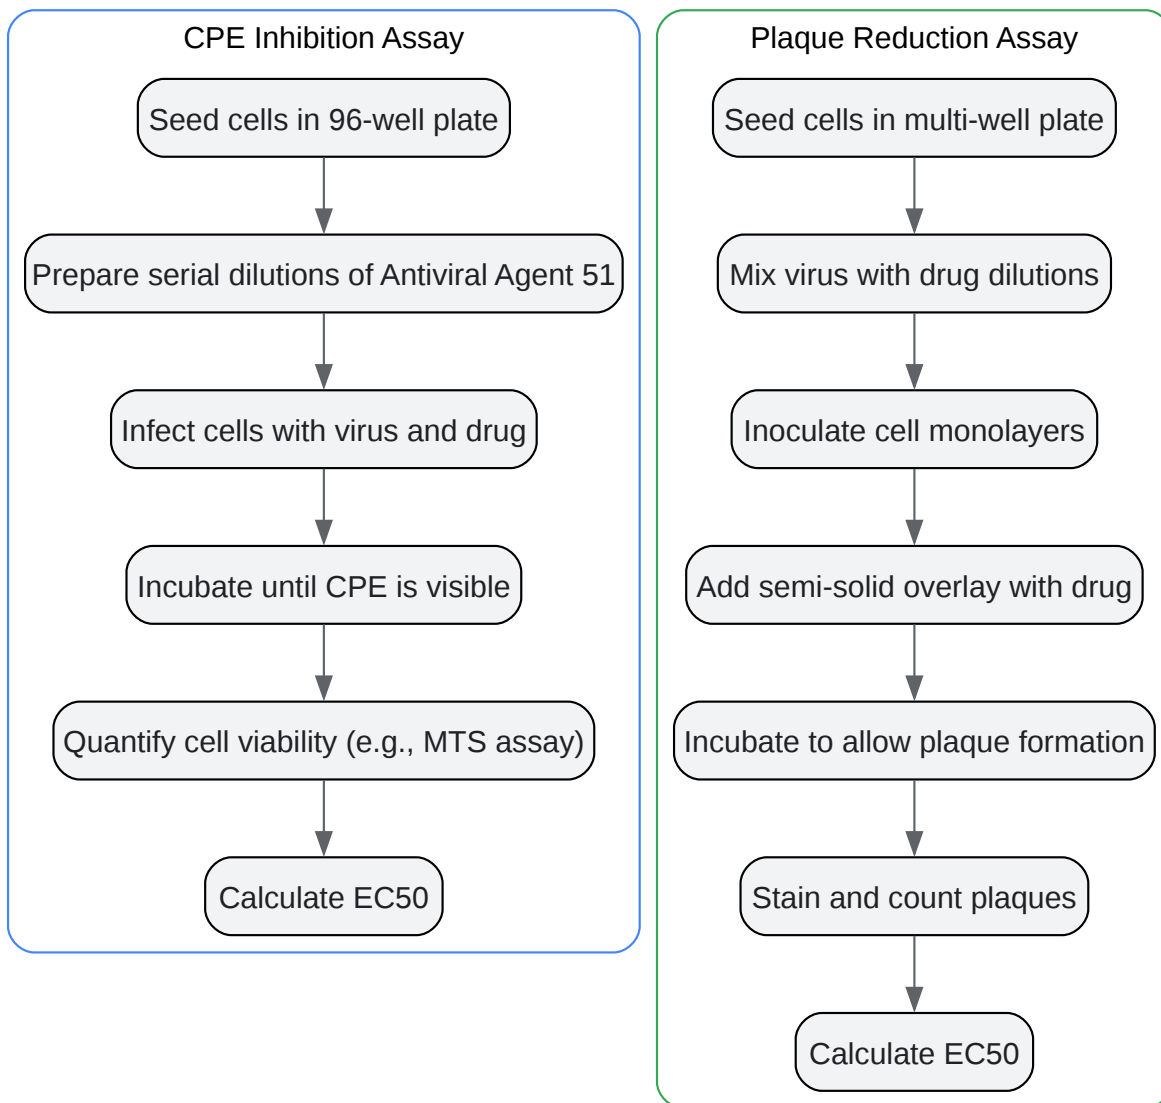 CPE Inhibition Assay
Seed cells in 96-well plate
Prepare serial dilutions of Antiviral Agent 51
Infect cells with virus and drug
Incubate until CPE is visible
Quantify cell viability (e.g., MTS assay)
Calculate EC50
Plaque Reduction Assay
Seed cells in multi-well plate
Mix virus with drug dilutions
Inoculate cell monolayers
Add semi-solid overlay with drug
Incubate to allow plaque formation
Stain and count plaques
Calculate EC50